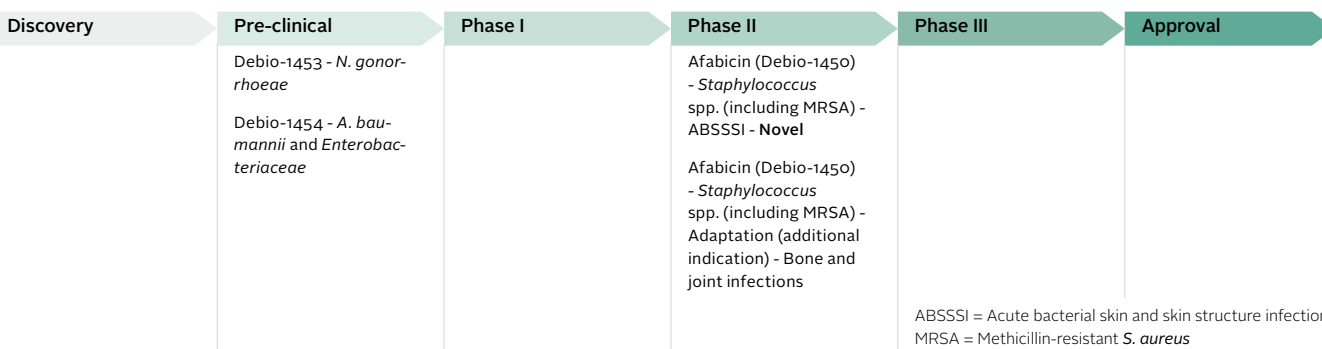 Discovery
Pre-clinical
Phase I
Phase II
Phase III
Approval
Debio-1453 - N. gonor-
rhoeae
Debio-1454 - A. bau-
mannii and Enterobac-
teriaceae
Afabicin (Debio-1450)
- Staphylococcus
spp. (including MRSA) -
ABSSSI - Novel
Afabicin (Debio-1450)
- Staphylococcus
spp. (including MRSA) -
Adaptation (additional
indication) - Bone and
joint infections
ABSSSI = Acute bacterial skin and skin structure infection
MRSA = Methicillin-resistant S. aureus